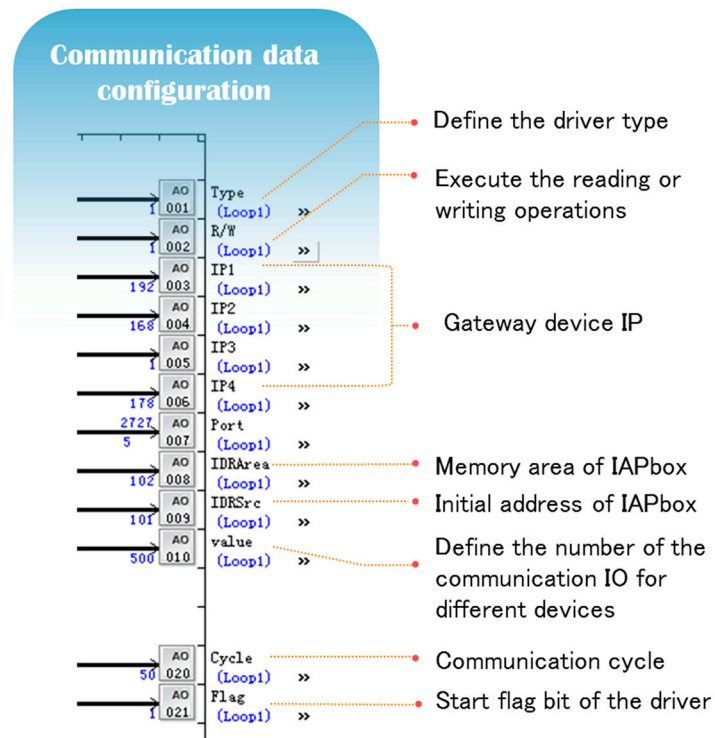 Communication data
configuration
Define the driver type
AO Type
1 001 (Loop1) »
Execute the reading or
writing operations
AO R/W
1 002 (Loop1) »
AO IP1
192 003 (Loop1) »
AO IP2
168 004 (Loop1) »
Gateway device IP
AO IP3
1 005 (Loop1) »
AO IP4
178 006 (Loop1) »
2727 AO Port
5 007 (Loop1) »
AO IDRArea
102 008 (Loop1) »
Memory area of IAPbox
AO IDRSrc
101 009 (Loop1) »
Initial address of IAPbox
AO value
500 010 (Loop1) »
Define the number of the
communication IO for
different devices
AO Cycle
50 020 (Loop1) »
Communication cycle
AO Flag
1 021 (Loop1) »
Start flag bit of the driver